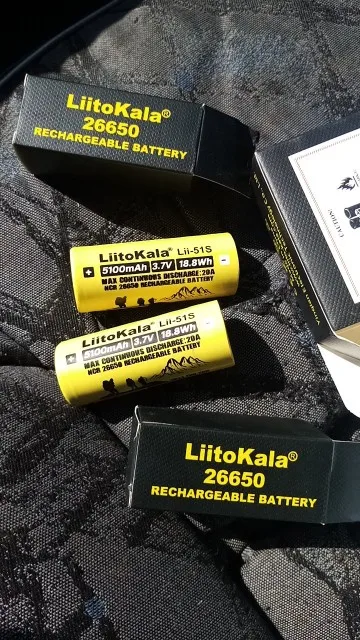 LiitoKala®
26650
RECHARGEABLE BATTERY
CAUTION
LiitoKala® Lii-51S
+ 5100mAh 3.7V 18.8Wh -
MAX CONTINUOUS DISCHARGE:20A
NCR 26650 RECHARGEABLE BATTERY
LiitoKala® Lii-51S
+ 5100mAh 3.7V 18.8Wh -
MAX CONTINUOUS DISCHARGE:20A
NCR 26650 RECHARGEABLE BATTERY
LiitoKala®
26650
RECHARGEABLE BATTERY